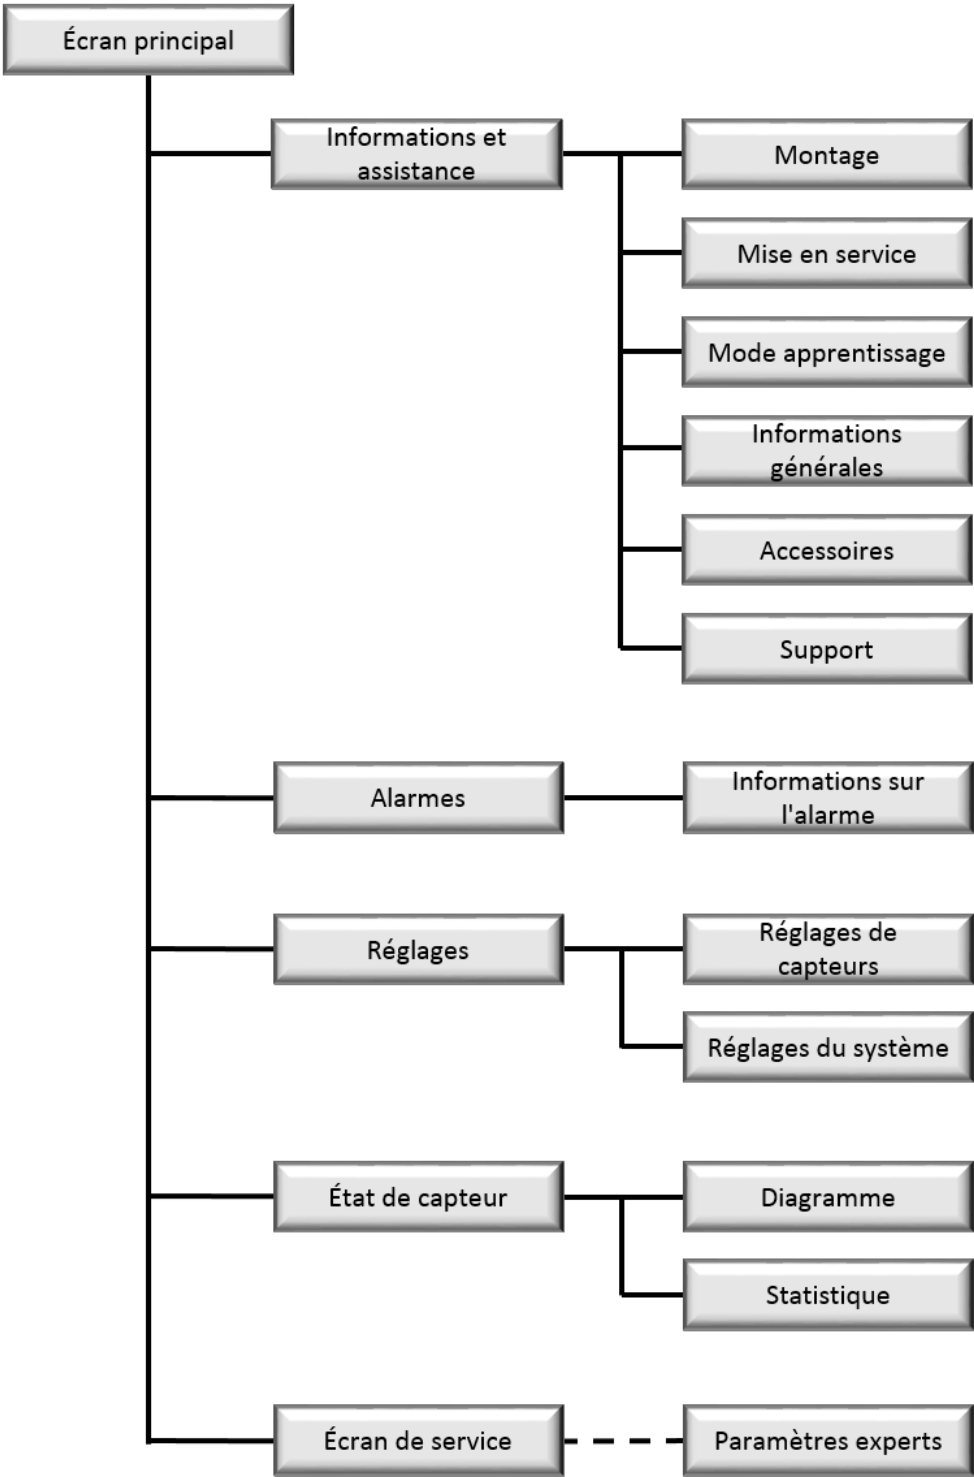 Écran principal
Informations et
assistance
Montage
Mise en service
Mode apprentissage
Informations
générales
Accessoires
Support
Alarmes
Informations sur
l'alarme
Réglages
Réglages de
capteurs
Réglages du système
État de capteur
Diagramme
Statistique
Écran de service
Paramètres experts